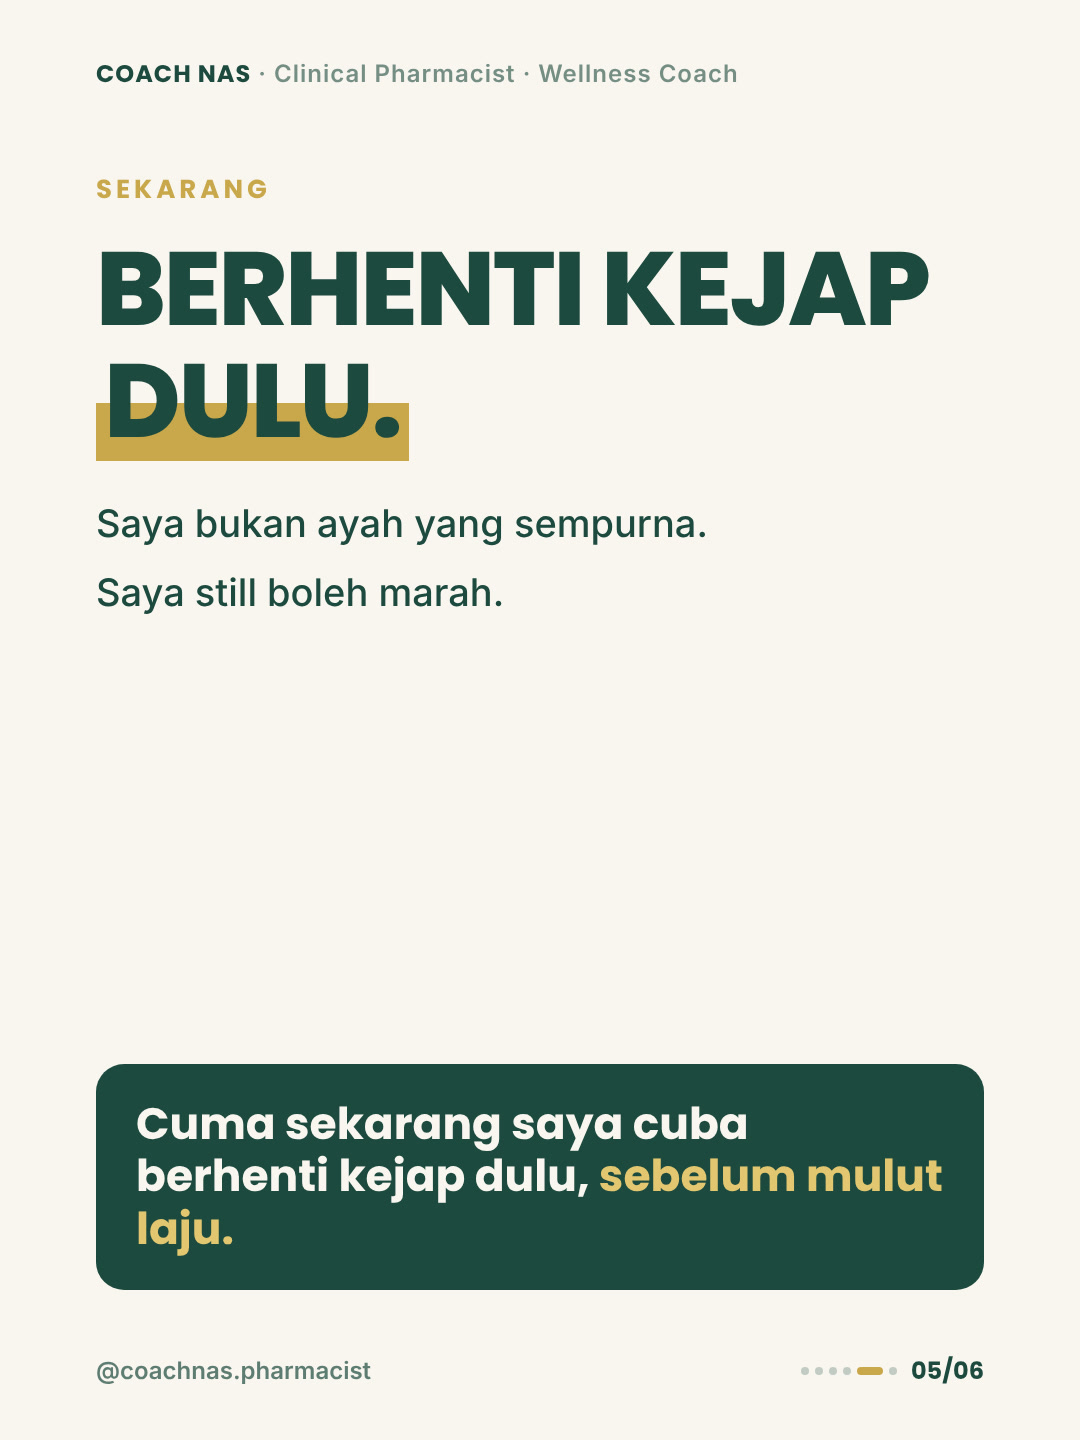 COACH NAS · Clinical Pharmacist · Wellness Coach
SEKARANG
BERHENTI KEJAP
DULU.
Saya bukan ayah yang sempurna.
Saya still boleh marah.
Cuma sekarang saya cuba
berhenti kejap dulu, sebelum mulut
laju.
@coachnas.pharmacist
05/06